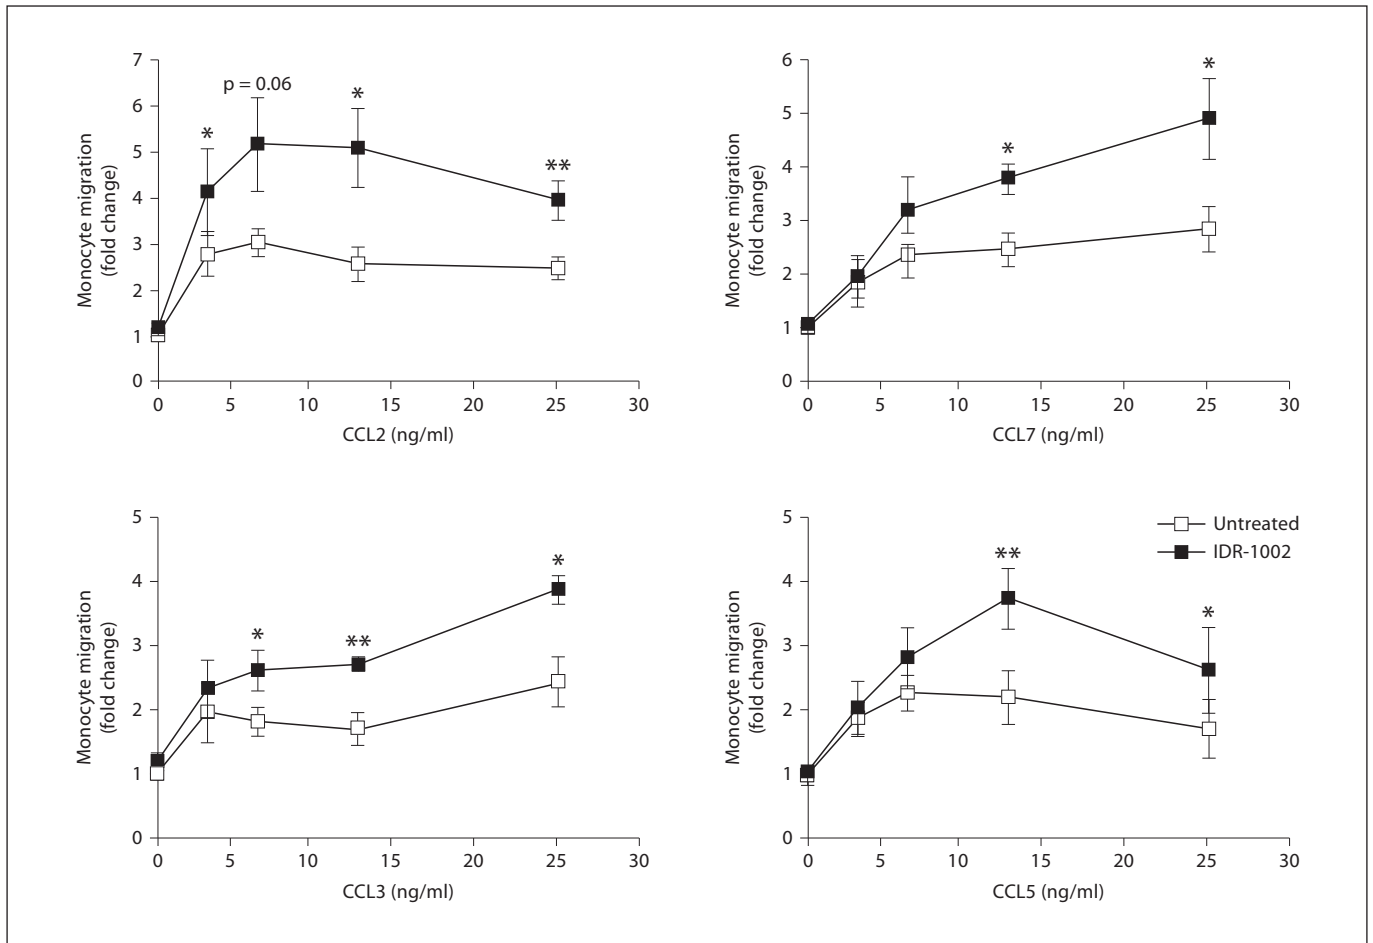 7
6
5
4
3
2
1
0
Monocyte migration
(fold change)
*
p = 0.06
*
**
0 5 10 15 20 25 30
CCL2 (ng/ml)
6
5
4
3
2
1
0
Monocyte migration
(fold change)
*
*
0 5 10 15 20 25 30
CCL7 (ng/ml)
5
4
3
2
1
0
Monocyte migration
(fold change)
*
**
*
0 5 10 15 20 25 30
CCL3 (ng/ml)
5
4
3
2
1
0
Monocyte migration
(fold change)
**
*
Untreated
IDR-1002
0 5 10 15 20 25 30
CCL5 (ng/ml)